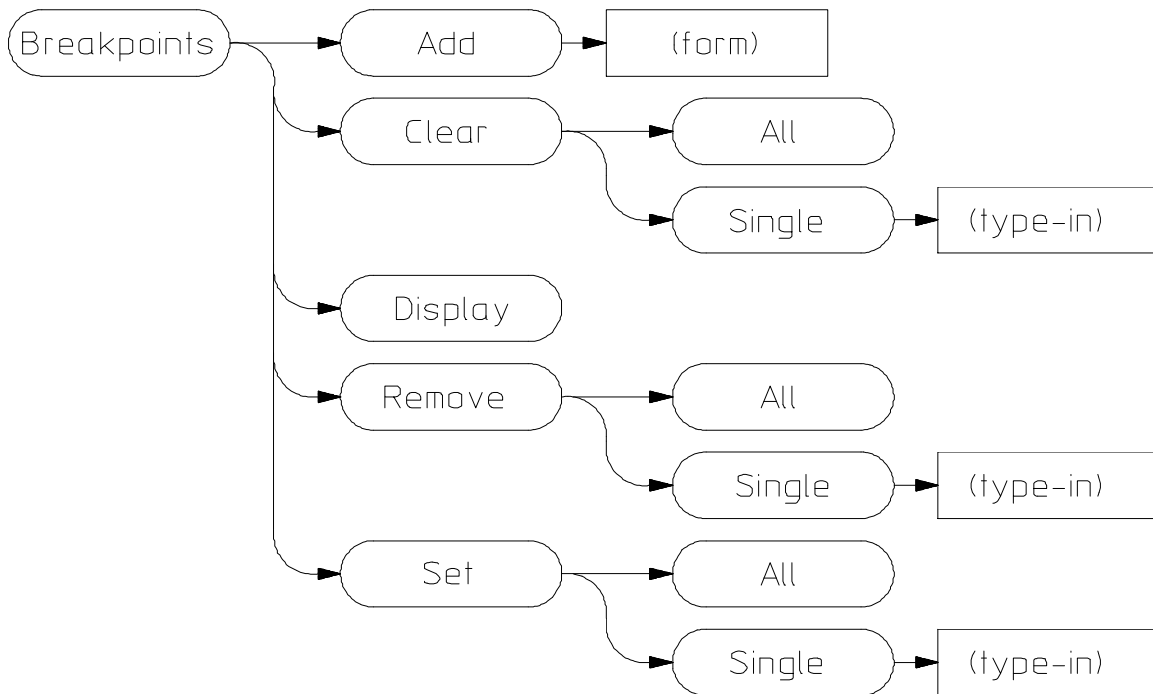 Breakpoints Add (form)
Clear All
Single (type-in)
Display
Remove All
Single (type-in)
Set All
Single (type-in)